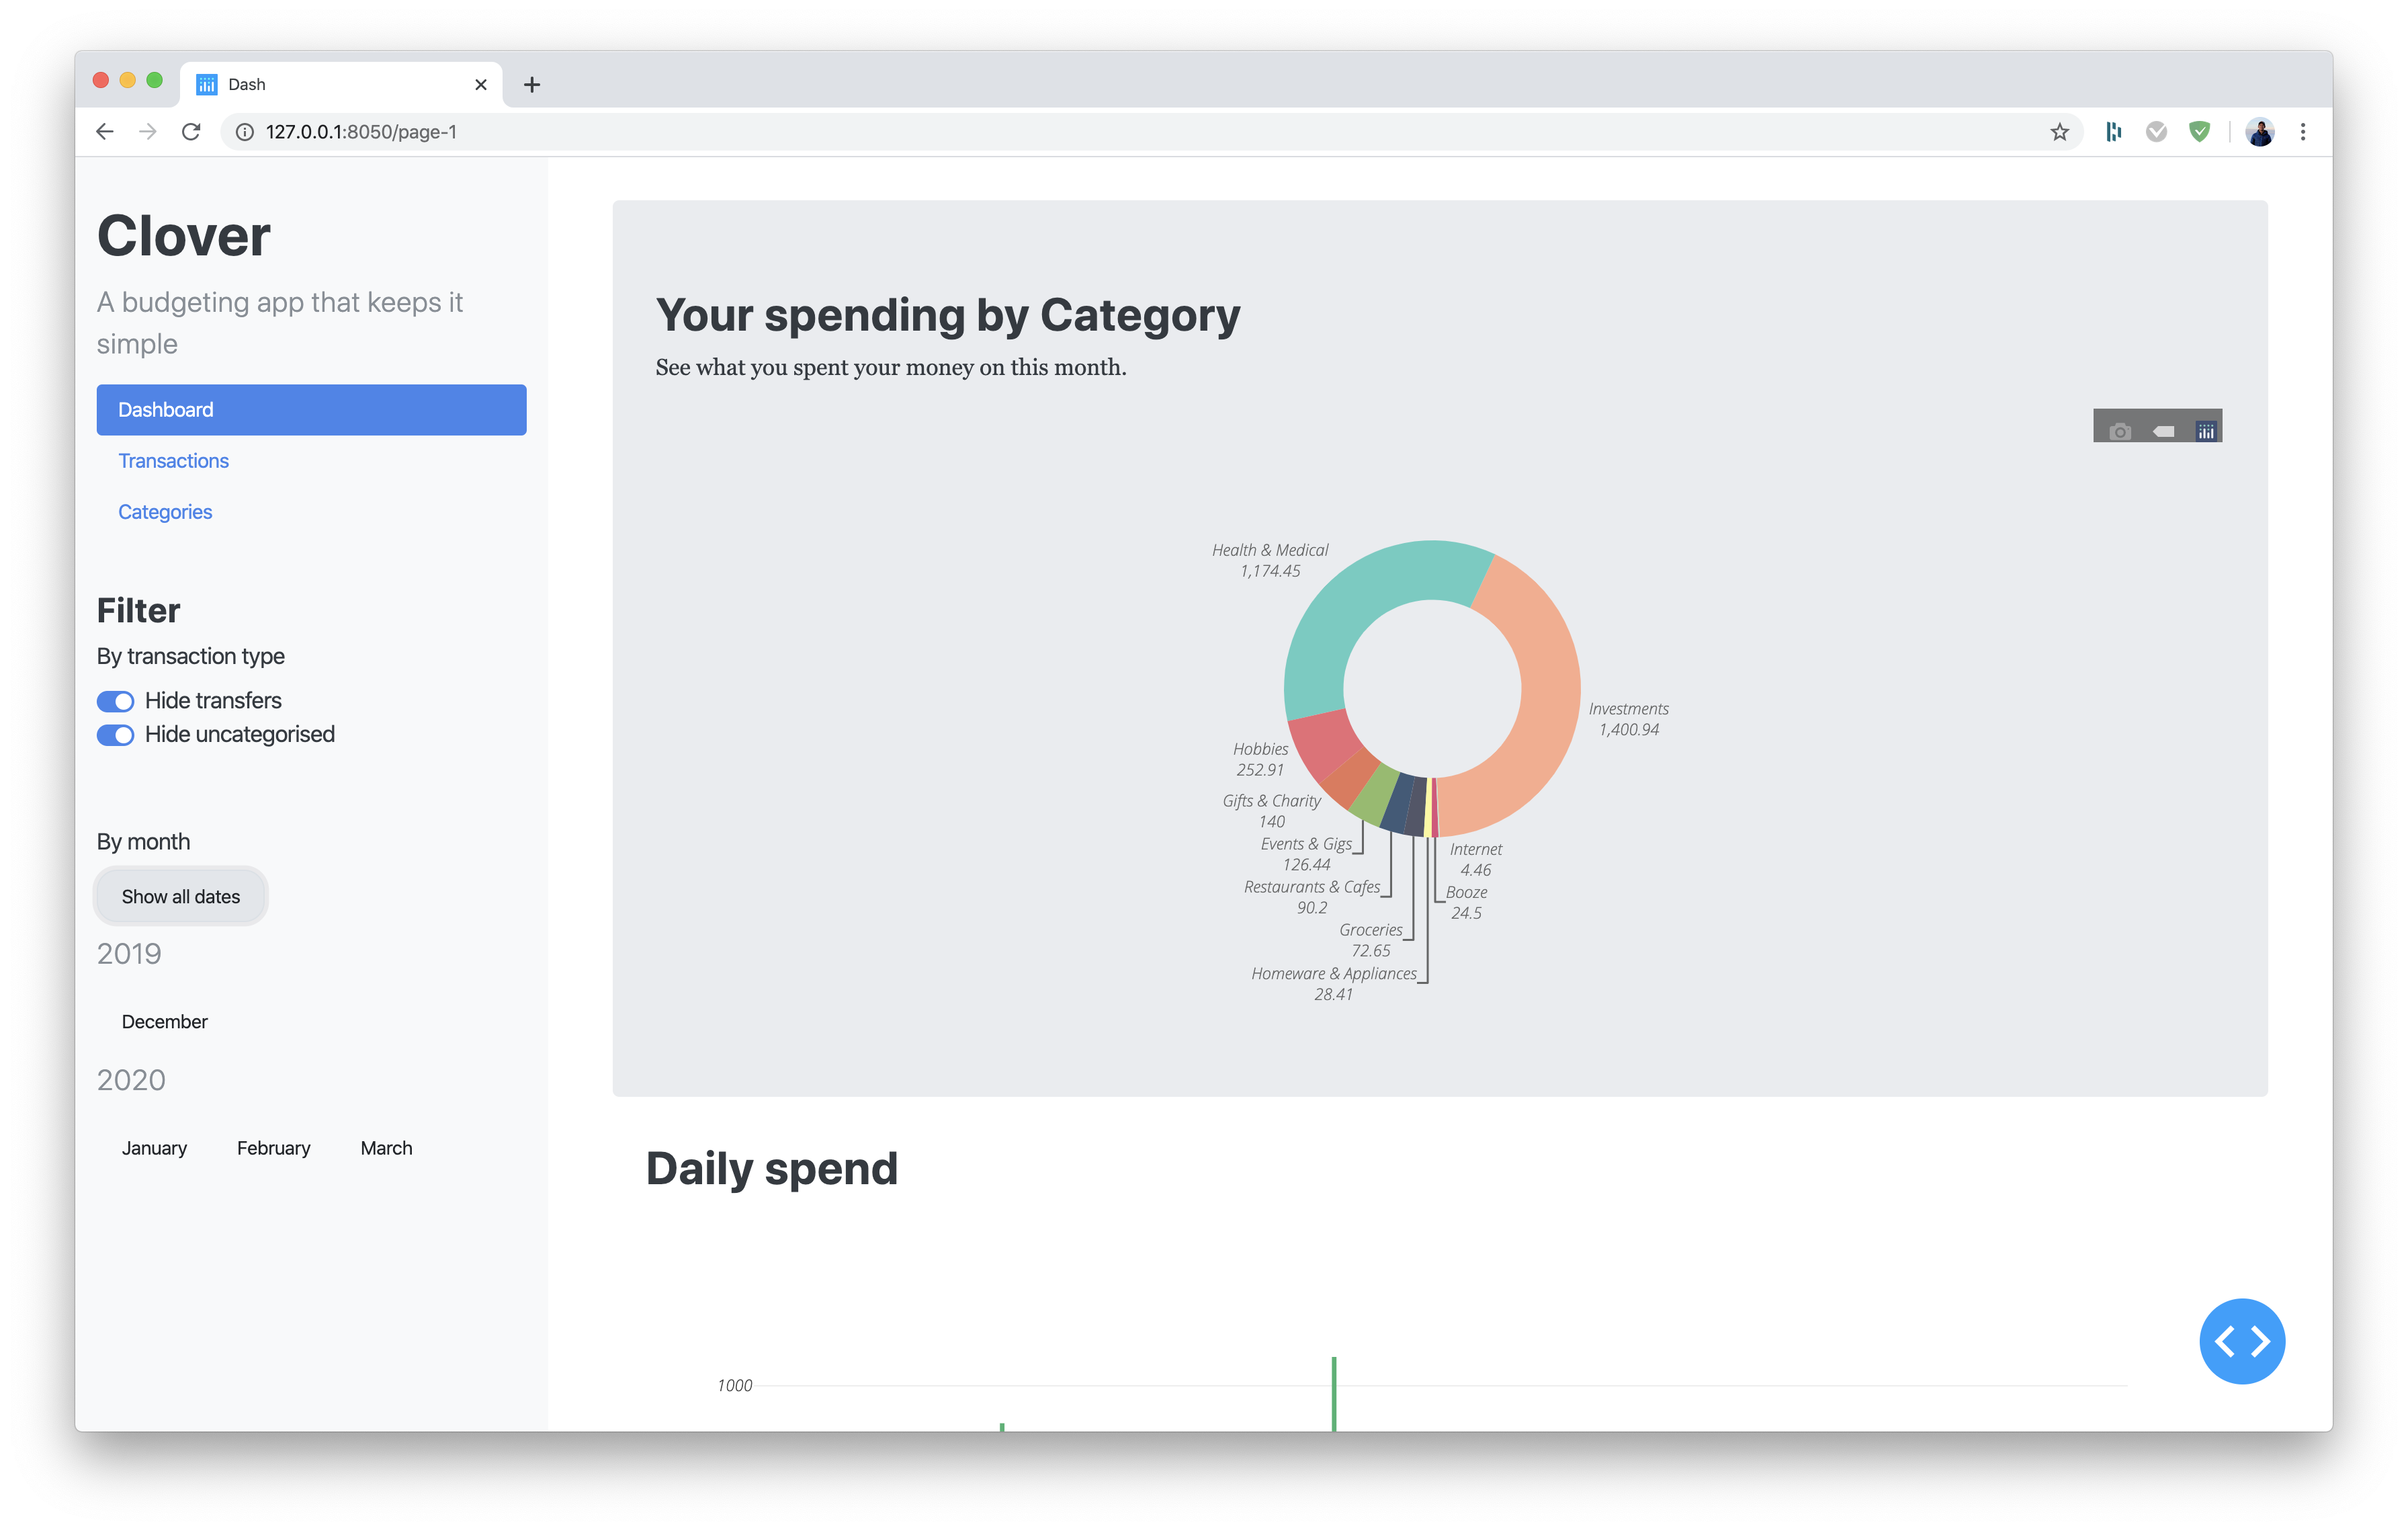 Dash
127.0.0.1:8050/page-1
Clover
A budgeting app that keeps it
simple
Dashboard
Transactions
Categories
Filter
By transaction type
Hide transfers
Hide uncategorised
By month
Show all dates
2019
December
2020
January February March
Your spending by Category
See what you spent your money on this month.
Health & Medical
1,174.45
Investments
1,400.94
Hobbies
252.91
Gifts & Charity
140
Events & Gigs
126.44
Restaurants & Cafes
90.2
Groceries
72.65
Homeware & Appliances
28.41
Internet
4.46
Booze
24.5
Daily spend
1000